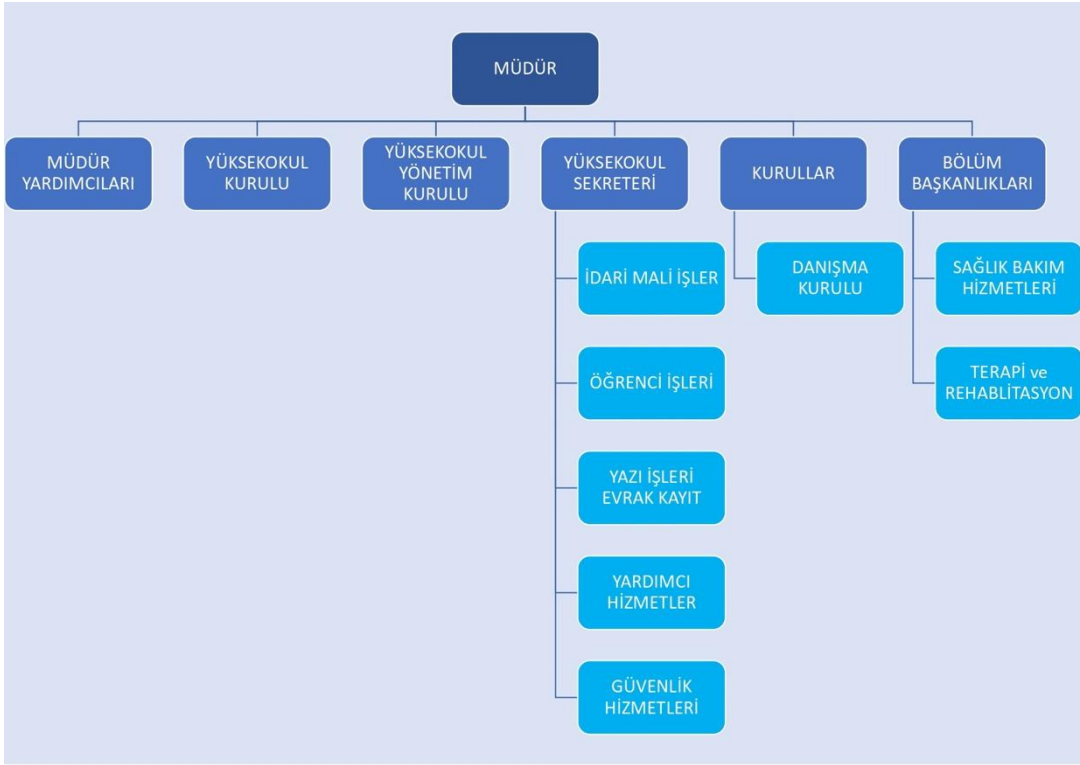 MÜDÜR
MÜDÜR
YARDIMCILARI
YÜKSEKOKUL
KURULU
YÜKSEKOKUL
YÖNETİM
KURULU
YÜKSEKOKUL
SEKRETERİ
KURULLAR
BÖLÜM
BAŞKANLIKLARI
İDARİ MALİ İŞLER
ÖĞRENCİ İŞLERİ
YAZI İŞLERİ
EVRAK KAYIT
YARDIMCI
HİZMETLER
GÜVENLİK
HİZMETLERİ
DANIŞMA
KURULU
SAĞLIK BAKIM
HİZMETLERİ
TERAPİ ve
REHABLİTASYON